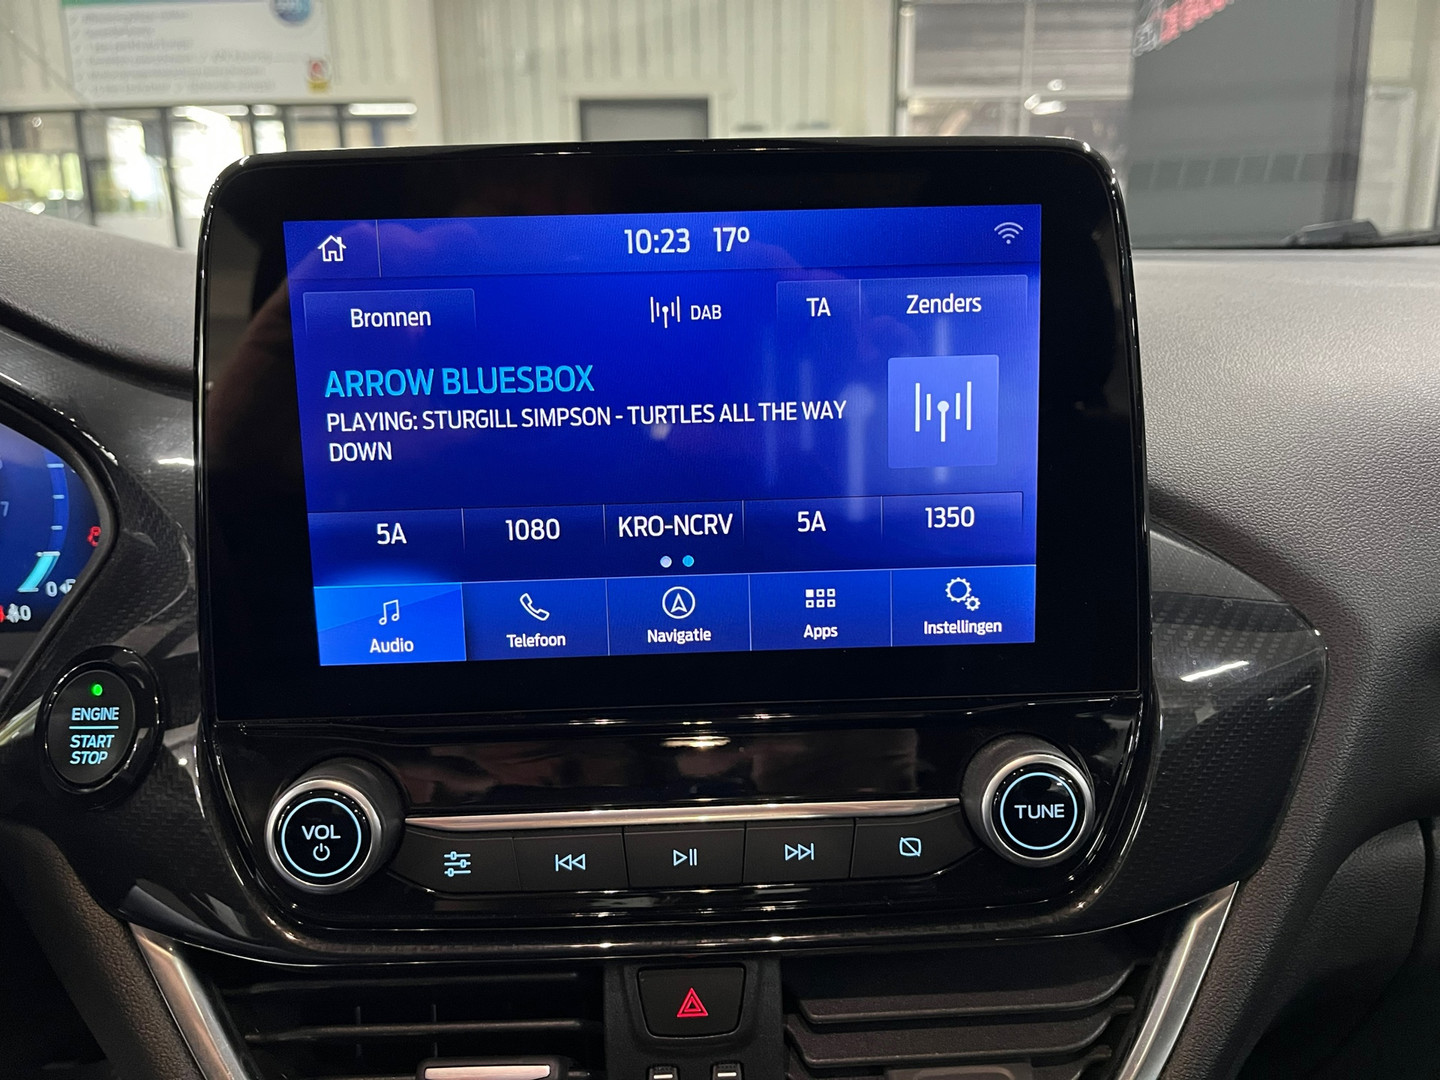 10:23 17°
Bronnen
DAB
TA
Zenders
ARROW BLUESBOX
PLAYING: STURGILL SIMPSON - TURTLES ALL THE WAY
DOWN
5A
1080
KRO-NCRV
5A
1350
Audio
Telefoon
Navigatie
Apps
Instellingen
ENGINE
START
STOP
VOL
TUNE